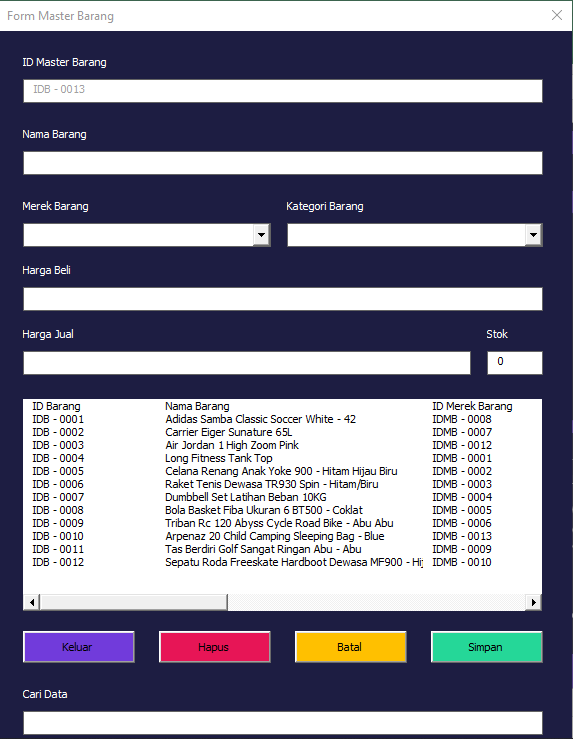 Form Master Barang
ID Master Barang
IDB - 0013
Nama Barang
Merek Barang Kategori Barang
Harga Beli
Harga Jual Stok
0
ID Barang Nama Barang ID Merek Barang
IDB - 0001 Adidas Samba Classic Soccer White - 42 IDMB - 0008
IDB - 0002 Carrier Eiger Sunature 65L IDMB - 0007
IDB - 0003 Air Jordan 1 High Zoom Pink IDMB - 0012
IDB - 0004 Long Fitness Tank Top IDMB - 0001
IDB - 0005 Celana Renang Anak Yoke 900 - Hitam Hijau Biru IDMB - 0002
IDB - 0006 Raket Tenis Dewasa TR930 Spin - Hitam/Biru IDMB - 0003
IDB - 0007 Dumbbell Set Latihan Beban 10KG IDMB - 0004
IDB - 0008 Bola Basket Fiba Ukuran 6 BT500 - Coklat IDMB - 0005
IDB - 0009 Triban Rc 120 Abyss Cycle Road Bike - Abu Abu IDMB - 0006
IDB - 0010 Arpenaz 20 Child Camping Sleeping Bag - Blue IDMB - 0013
IDB - 0011 Tas Berdiri Golf Sangat Ringan Abu - Abu IDMB - 0009
IDB - 0012 Sepatu Roda Freeskate Hardboot Dewasa MF900 - Hij IDMB - 0010
Keluar Hapus Batal Simpan
Cari Data